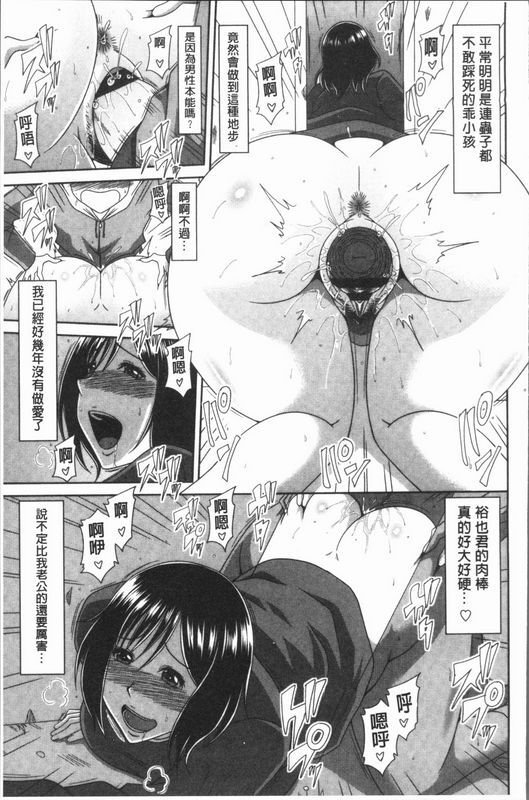 平常明明是連蟲子都
不敢踩死的乖小孩
啊♡
啊啊♡
竟然會做到這種地步
是因為男性本能嗎？
啊♡
呼唔♡
啊啊不過…
嗯呼♡
我已經好幾年沒有做愛了
啊嗯♡
嗯♡
裕也君的肉棒
真的好大好硬…♡
啊嗯♡
啊♡
啊咿♡
說不定比我老公的還要厲害…
呼♡
嗯呼♡